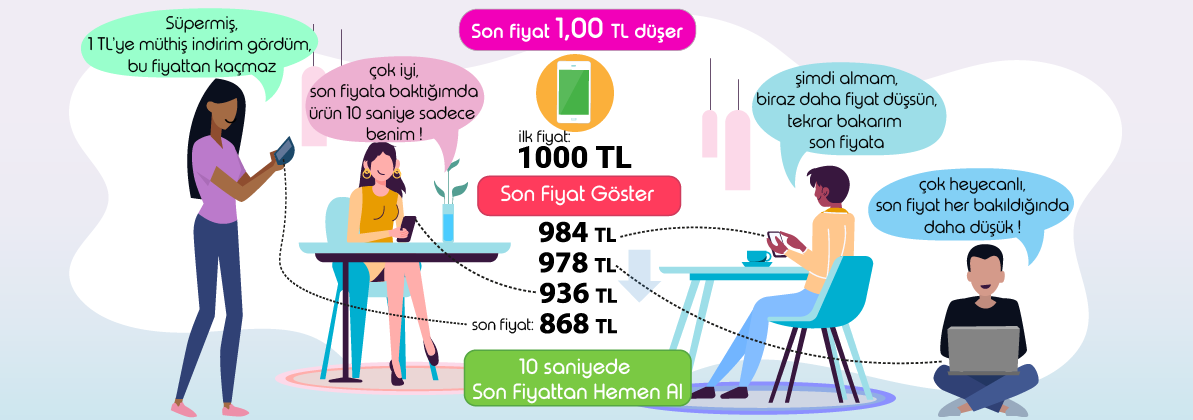 Süpermiş,
1 TL'ye müthiş indirim gördüm,
bu fiyattan kaçmaz
çok iyi,
son fiyata baktığımda
ürün 10 saniye sadece
benim !
Son fiyat 1,00 TL düşer
ilk fiyat:
1000 TL
Son Fiyat Göster
984 TL
978 TL
936 TL
son fiyat: 868 TL
10 saniyede
Son Fiyattan Hemen Al
şimdi almam,
biraz daha fiyat düşsün,
tekrar bakarım
son fiyata
çok heyecanlı,
son fiyat her bakıldığında
daha düşük !